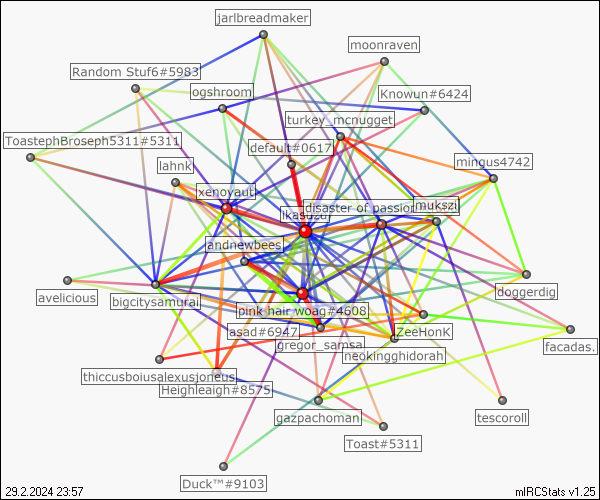 jarlbreadmaker
moonraven
Random Stuf6#5983
ogshroom
Knowun#6424
turkey_mcnugget
ToastephBroseph5311#5311
default#0617
lahnk
mingus4742
xenoyaut
disaster of passion
mukszi
ikasuzu
andnewbees
doggerdig
avelicious
bigcitysamurai
pink hair woag#4608
asad#6947
ZeeHonK
gregor_samsa
facadas.
neokingghidorah
thiccusboiusalexusjoneus
Heighleaigh#8575
gazpachoman
tescoroll
Toast#5311
Duck™#9103
29.2.2024 23:57
mIRCStats v1.25